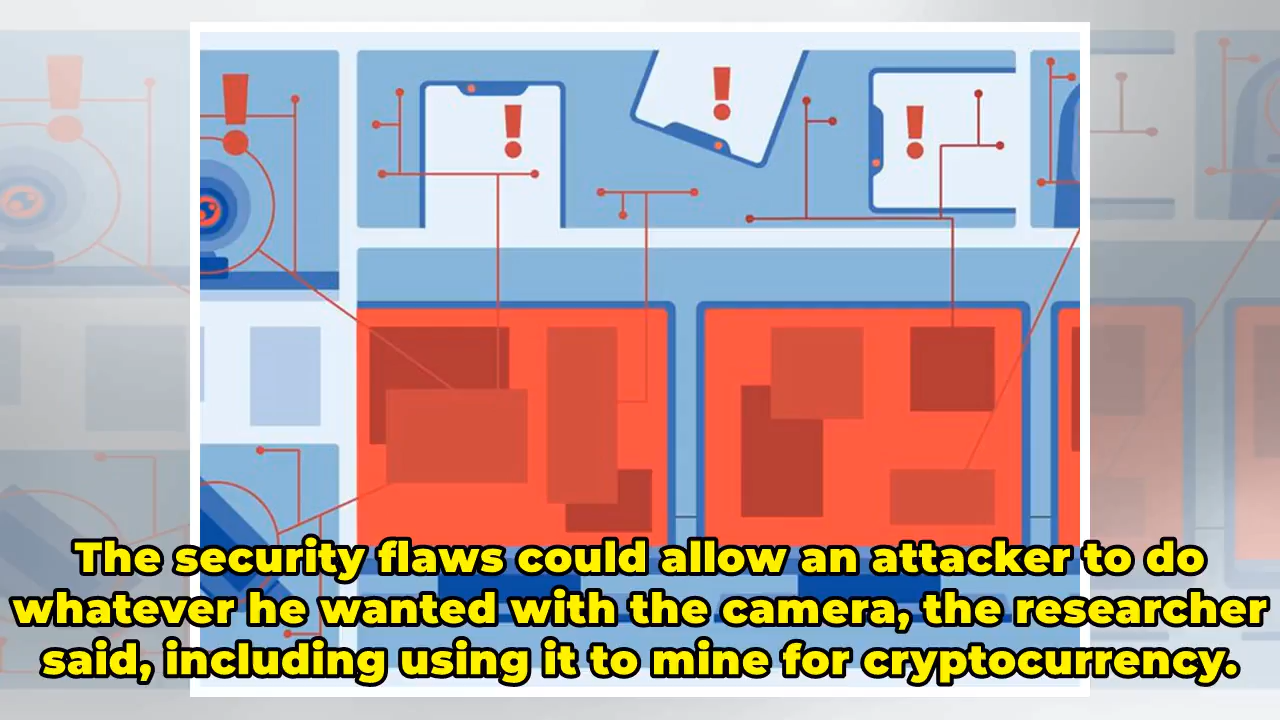 The security flaws could allow an attacker to do
whatever he wanted with the camera, the researcher
said, including using it to mine for cryptocurrency.